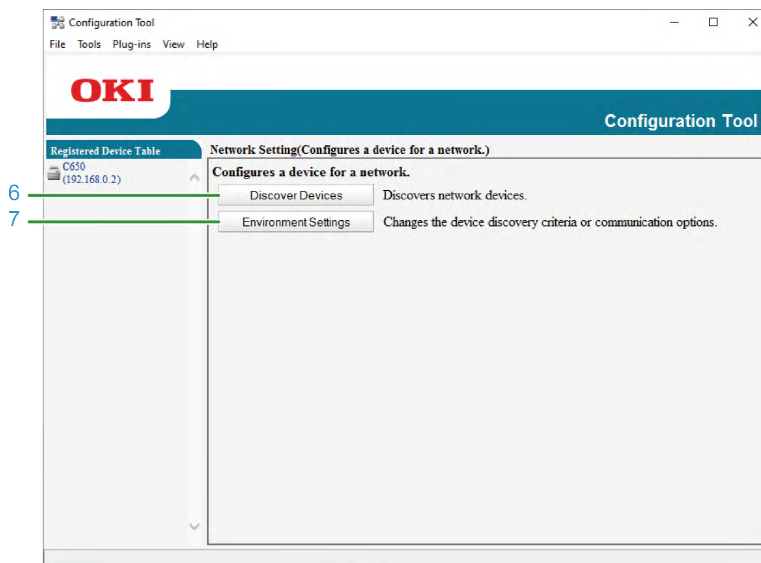 Configuration Tool
File Tools Plug-ins View Help
OKI
Configuration Tool
Registered Device Table
C650
(192.168.0.2)
Network Setting(Configures a device for a network.)
Configures a device for a network.
6
Discover Devices Discovers network devices.
7
Environment Settings Changes the device discovery criteria or communication options.